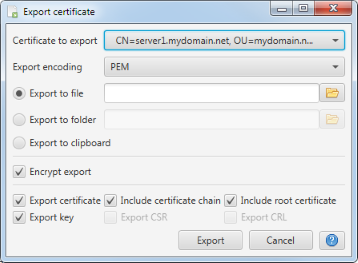 Export certificate
Certificate to export CN=server1.mydomain.net, OU=mydomain.n...
Export encoding PEM
Export to file
Export to folder
Export to clipboard
Encrypt export
Export certificate Include certificate chain Include root certificate
Export key Export CSR Export CRL
Export Cancel ?